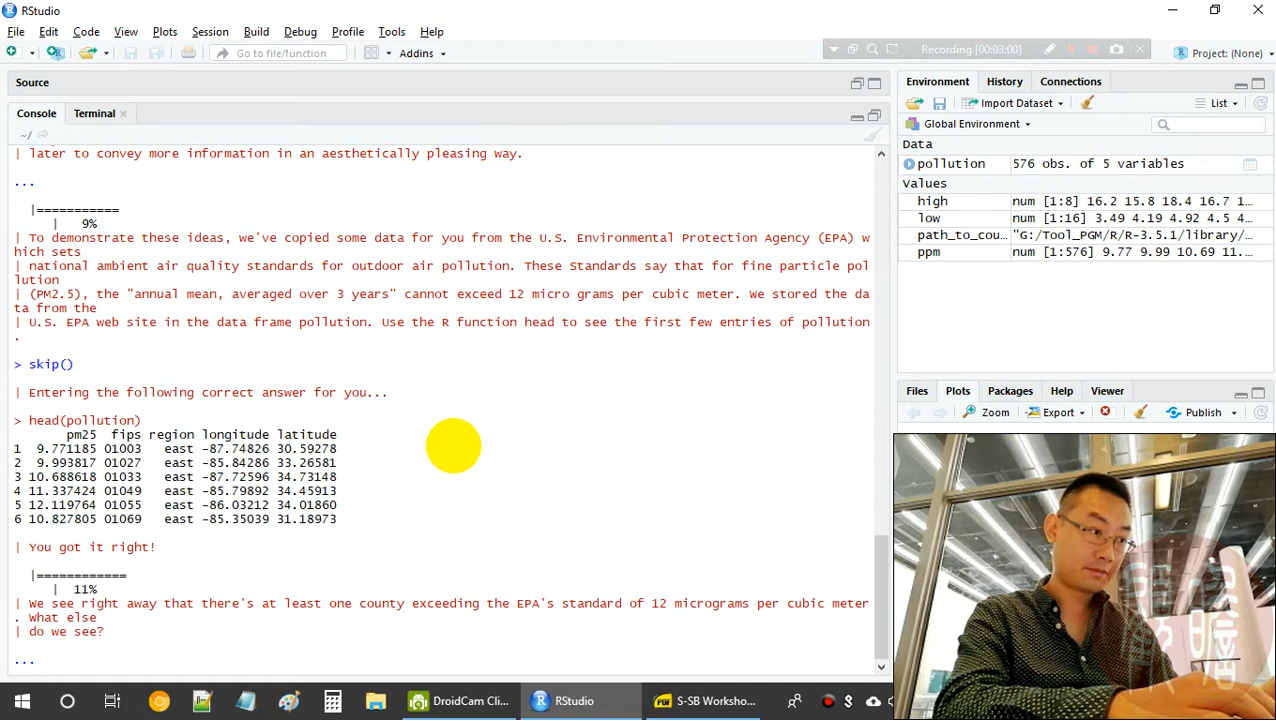 RStudio
File Edit Code View Plots Session Build Debug Profile Tools Help
Go to file/function Addins Recording [00:03:00] Project: (None)
Source
Console Terminal
~/
| later to convey more information in an aesthetically pleasing way.
...
|===========
| 9%
| To demonstrate these ideas, we've copied some data for you from the U.S. Environmental Protection Agency (EPA) w
hich sets
| national ambient air quality standards for outdoor air pollution. These Standards say that for fine particle pol
lution
| (PM2.5), the "annual mean, averaged over 3 years" cannot exceed 12 micro grams per cubic meter. We stored the da
ta from the
| U.S. EPA web site in the data frame pollution. Use the R function head to see the first few entries of pollution
.
> skip()
| Entering the following correct answer for you...
> head(pollution)
pm25 fips region longitude latitude
1 9.771185 01003 east -87.74826 30.59278
2 9.993817 01027 east -85.84286 33.26581
3 10.688618 01033 east -87.72596 34.73148
4 11.337424 01049 east -85.79892 34.45913
5 12.119764 01055 east -86.03212 34.01860
6 10.827805 01069 east -85.35039 31.18973
| You got it right!
|============
| 11%
| We see right away that there's at least one county exceeding the EPA's standard of 12 micrograms per cubic meter
. What else
| do we see?
...
Environment History Connections
Import Dataset List
Global Environment
Data
pollution 576 obs. of 5 variables
Values
high num [1:8] 16.2 15.8 18.4 16.7 1...
low num [1:16] 3.49 4.19 4.92 4.5 4...
path_to_cou... "G:/Tool_PGM/R/R-3.5.1/library/...
ppm num [1:576] 9.77 9.99 10.69 11....
Files Plots Packages Help Viewer
Zoom Export Publish
DroidCam Cli... RStudio S-SB Worksho...